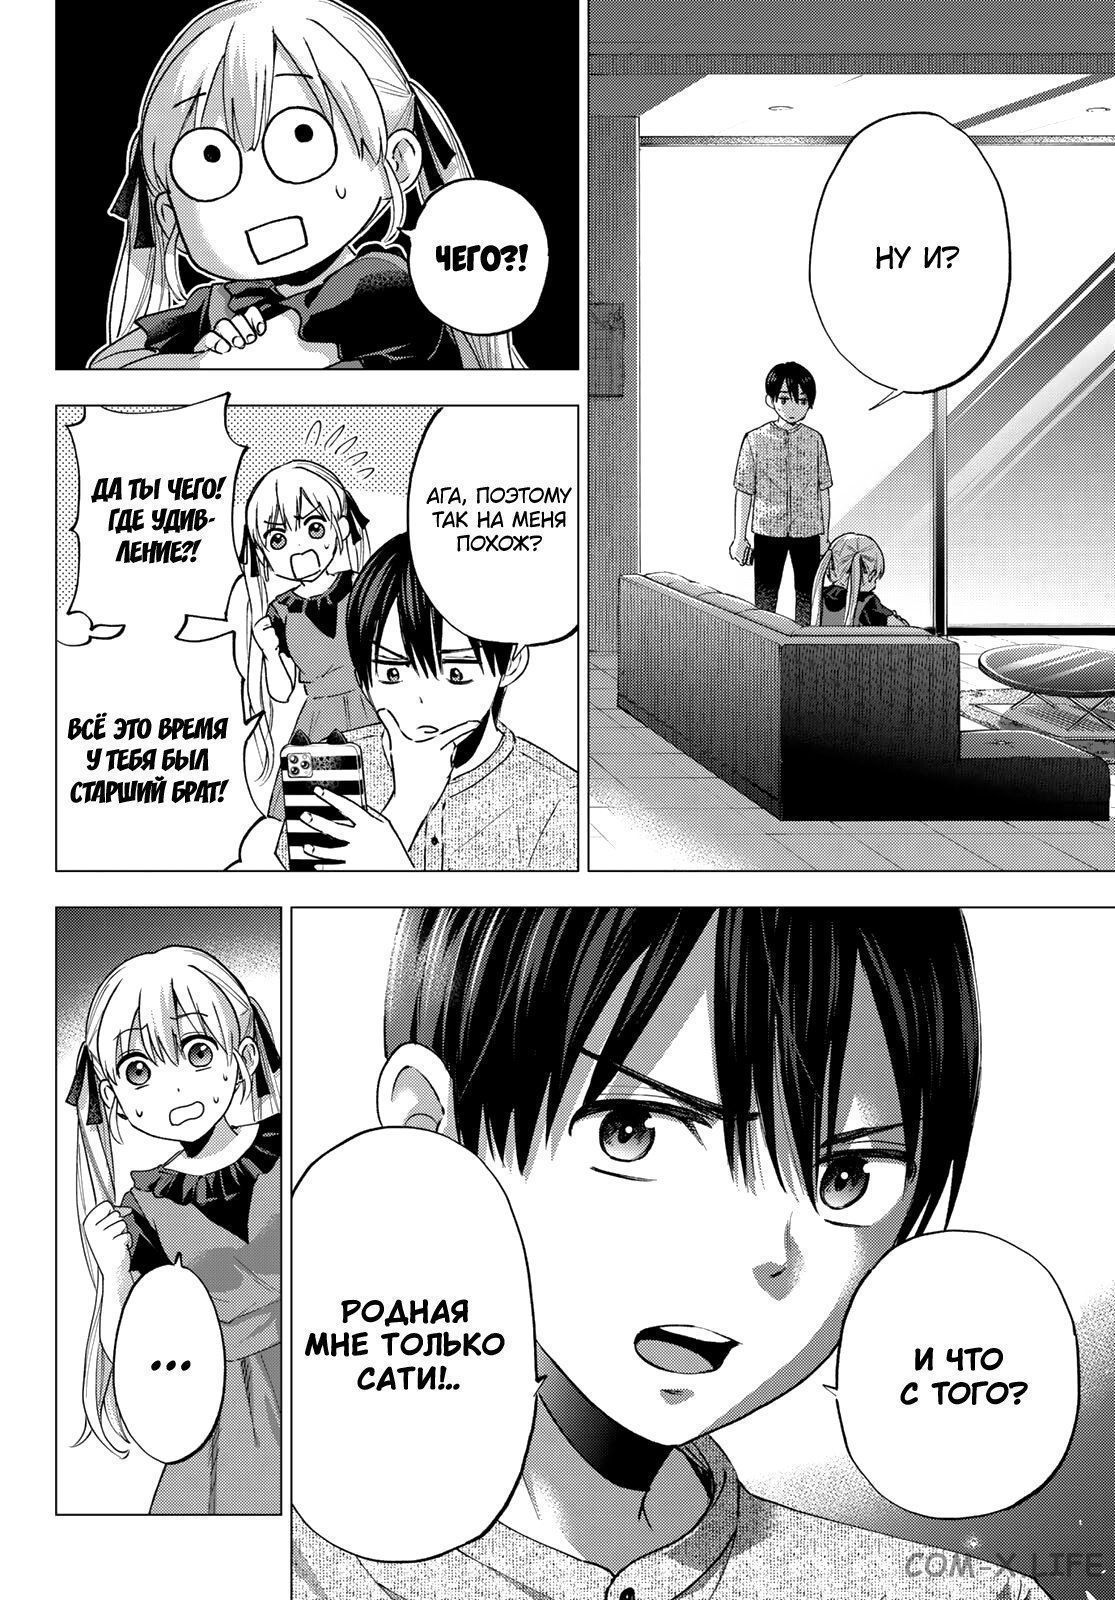 НУ И?
ЧЕГО?!
АГА, ПОЭТОМУ
ТАК НА МЕНЯ
ПОХОЖ?
ДА ТЫ ЧЕГО!
ГДЕ УДИВ-
ЛЕНИЕ?!
ВСЁ ЭТО ВРЕМЯ
У ТЕБЯ БЫЛ
СТАРШИЙ БРАТ!
И ЧТО
С ТОГО?
РОДНАЯ
МНЕ ТОЛЬКО
САТИ!..
...
COM-X.LIFE